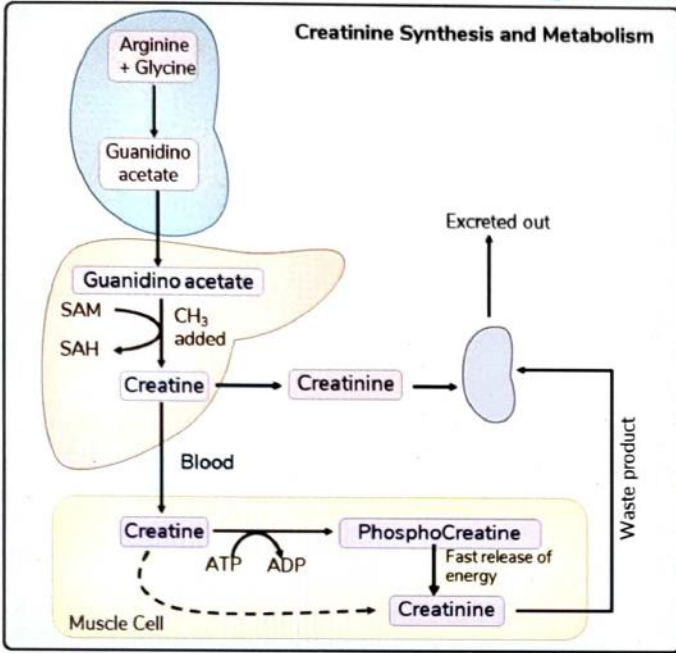 Creatinine Synthesis and Metabolism
Arginine
+ Glycine
Guanidino
acetate
Excreted out
Guanidino acetate
SAM
CH₃
added
SAH
Creatine
Creatinine
Blood
Waste product
Creatine
PhosphoCreatine
ATP
ADP
Fast release of
energy
Creatinine
Muscle Cell